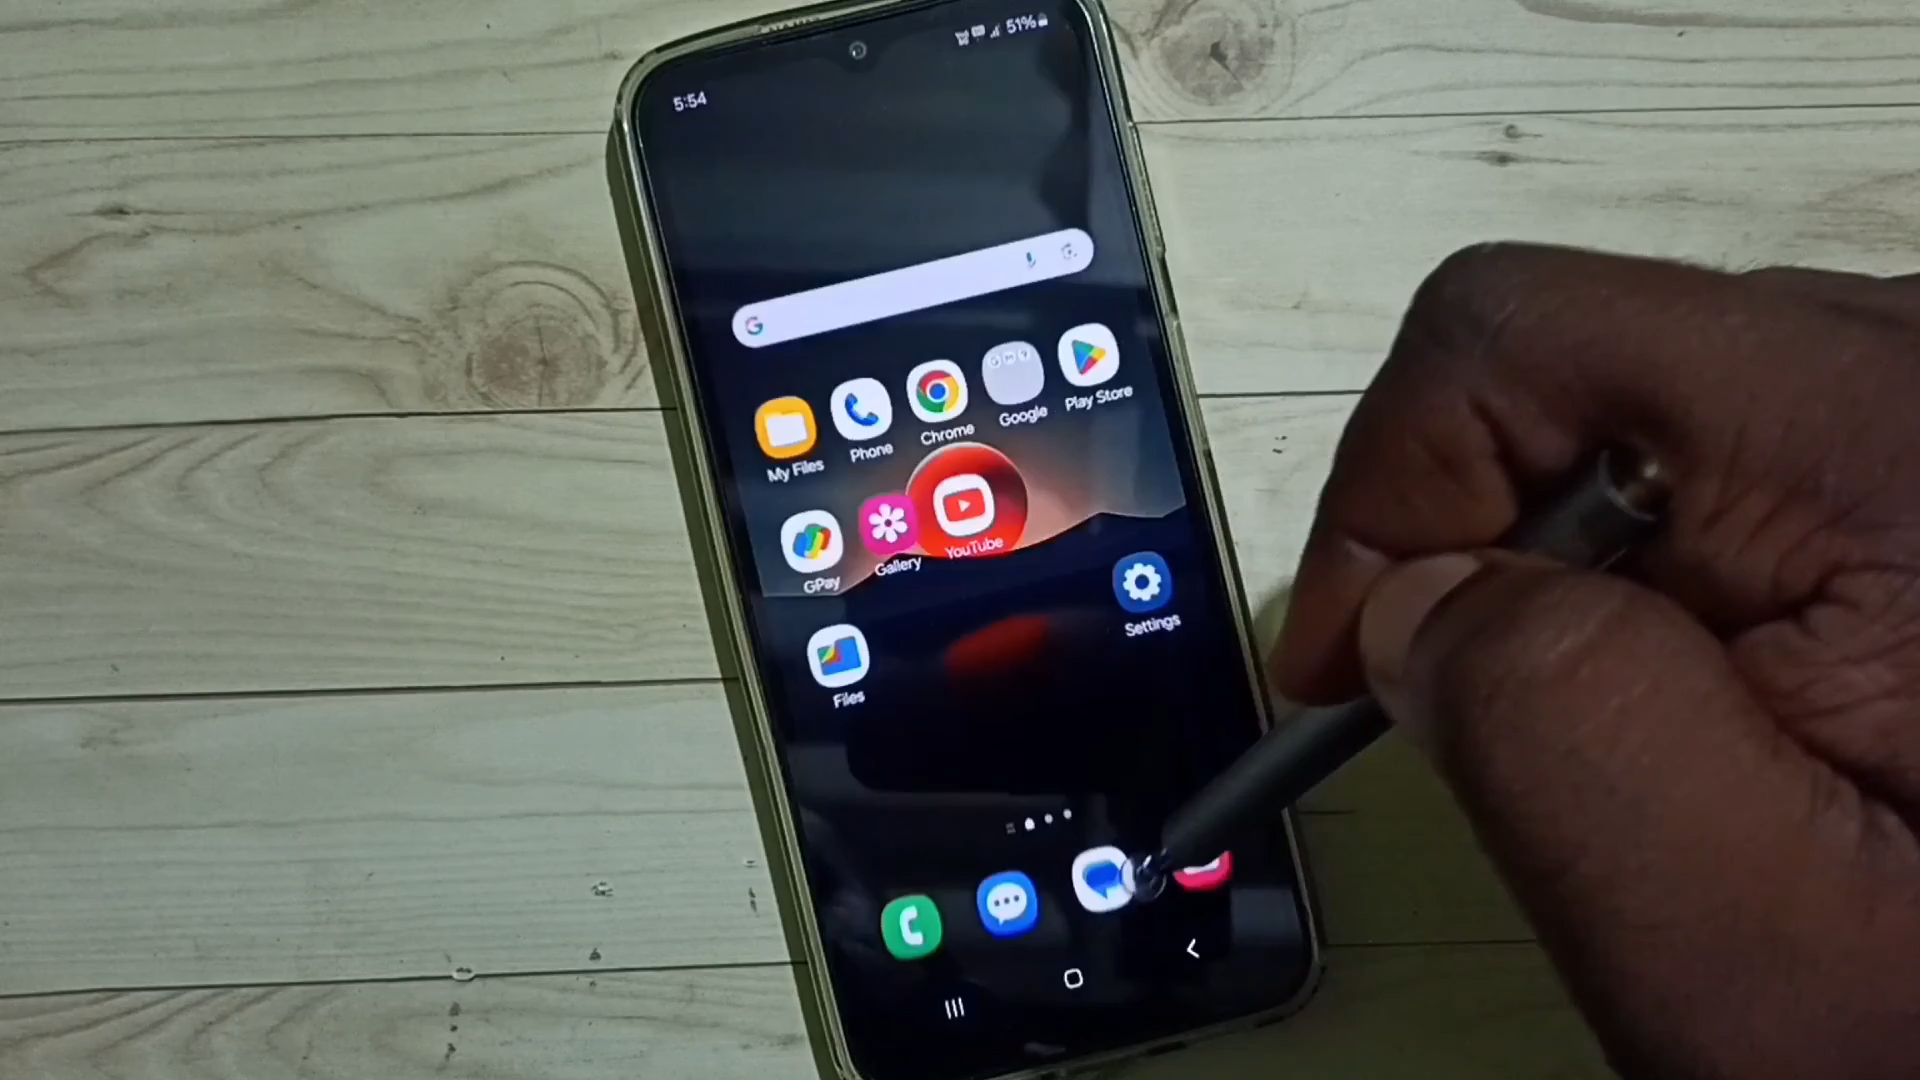 51%
5:54
My Files
Phone
Chrome
Google
Play Store
GPay
Gallery
YouTube
Settings
Files